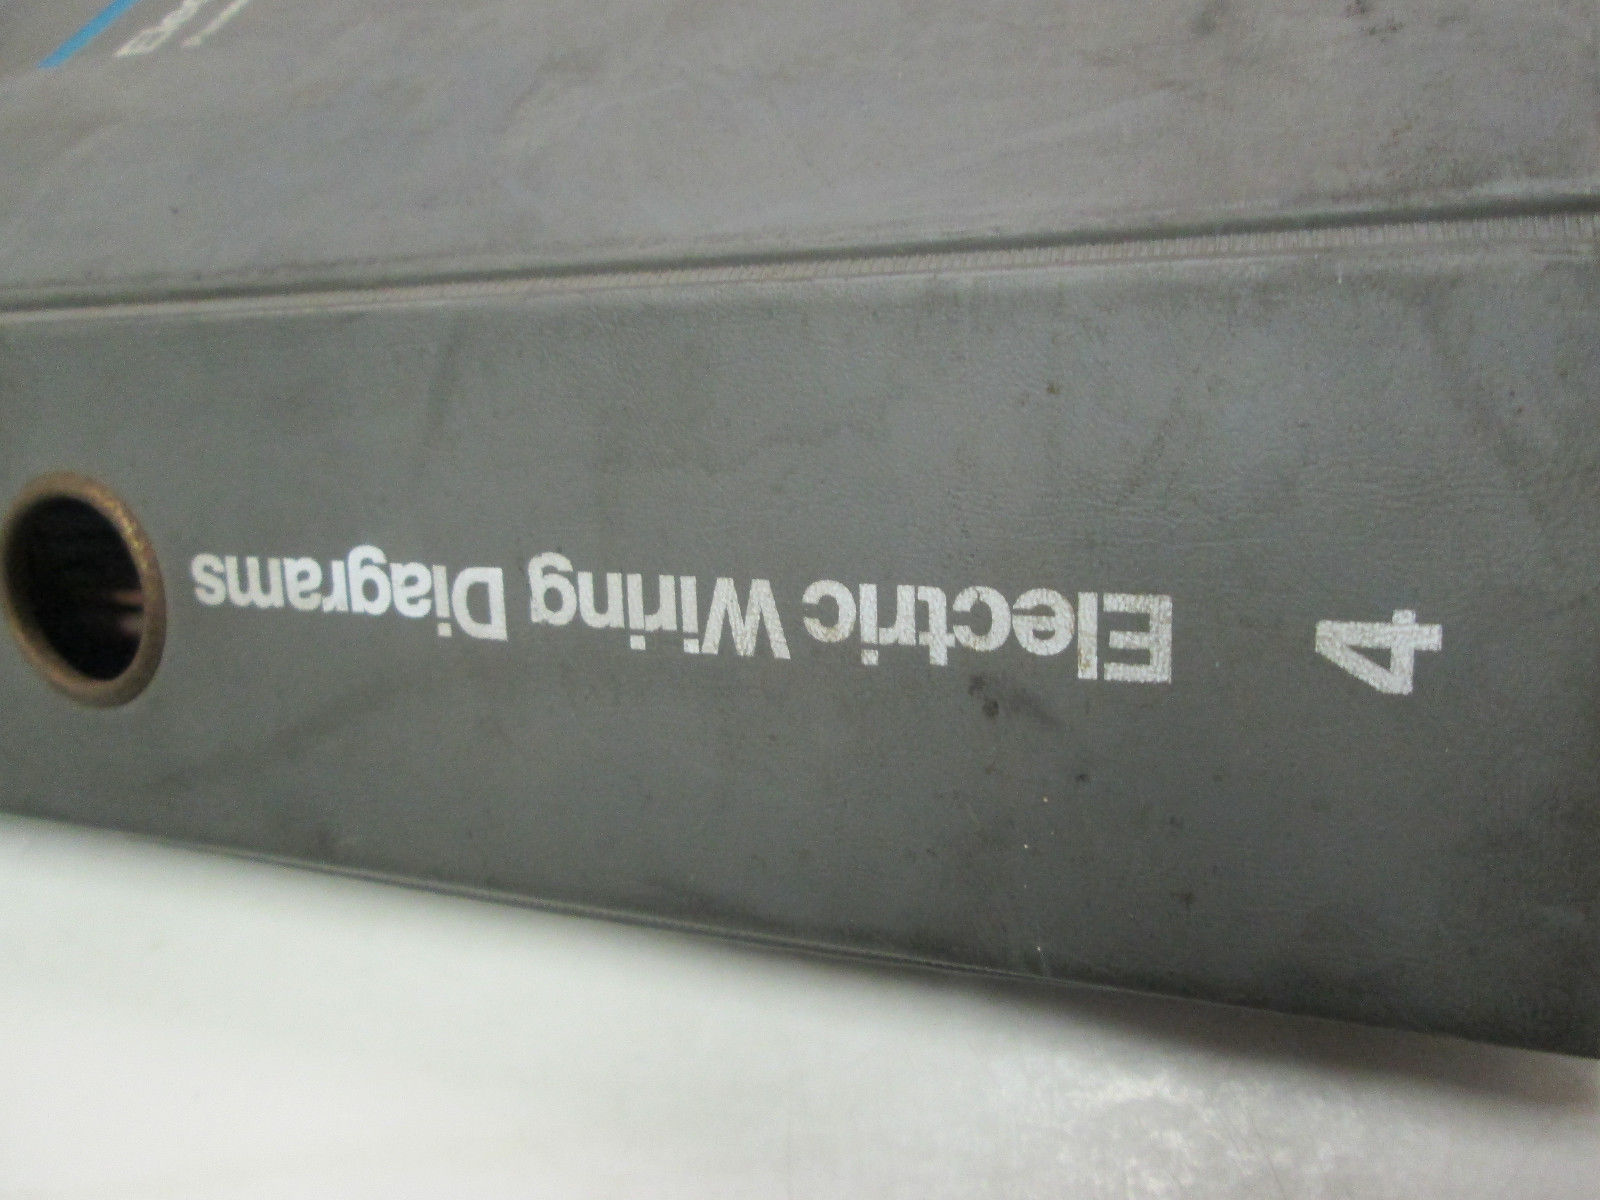 4
Electric Wiring Diagrams